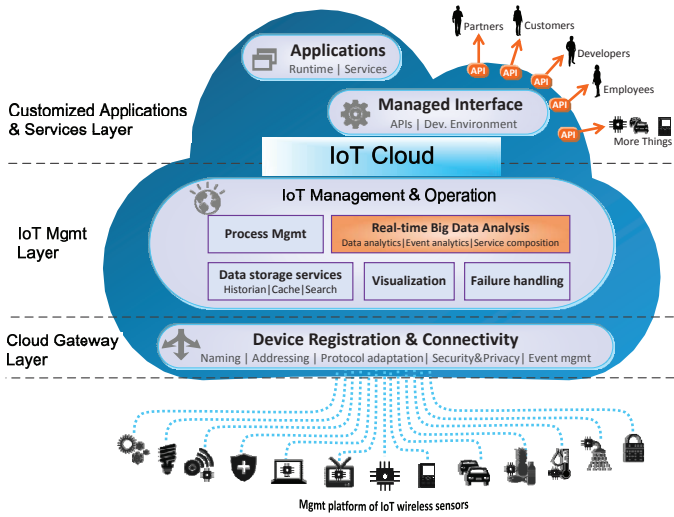 Partners
Customers
Developers
Employees
API
API
API
API
API
More Things
Applications
Runtime | Services
Managed Interface
APIs | Dev. Environment
Customized Applications
& Services Layer
IoT Cloud
IoT Management & Operation
IoT Mgmt
Layer
Process Mgmt
Real-time Big Data Analysis
Data analytics|Event analytics|Service composition
Data storage services
Historian|Cache|Search
Visualization
Failure handling
Cloud Gateway
Layer
Device Registration & Connectivity
Naming | Addressing | Protocol adaptation| Security&Privacy| Event mgmt
Mgmt platform of IoT wireless sensors